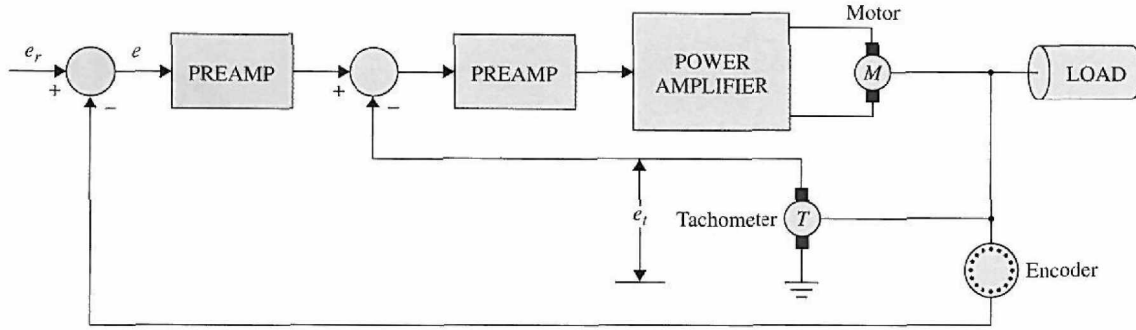 Motor
e_r
e
+
−
PREAMP
+
−
PREAMP
POWER
AMPLIFIER
M
LOAD
e_t
Tachometer
T
Encoder